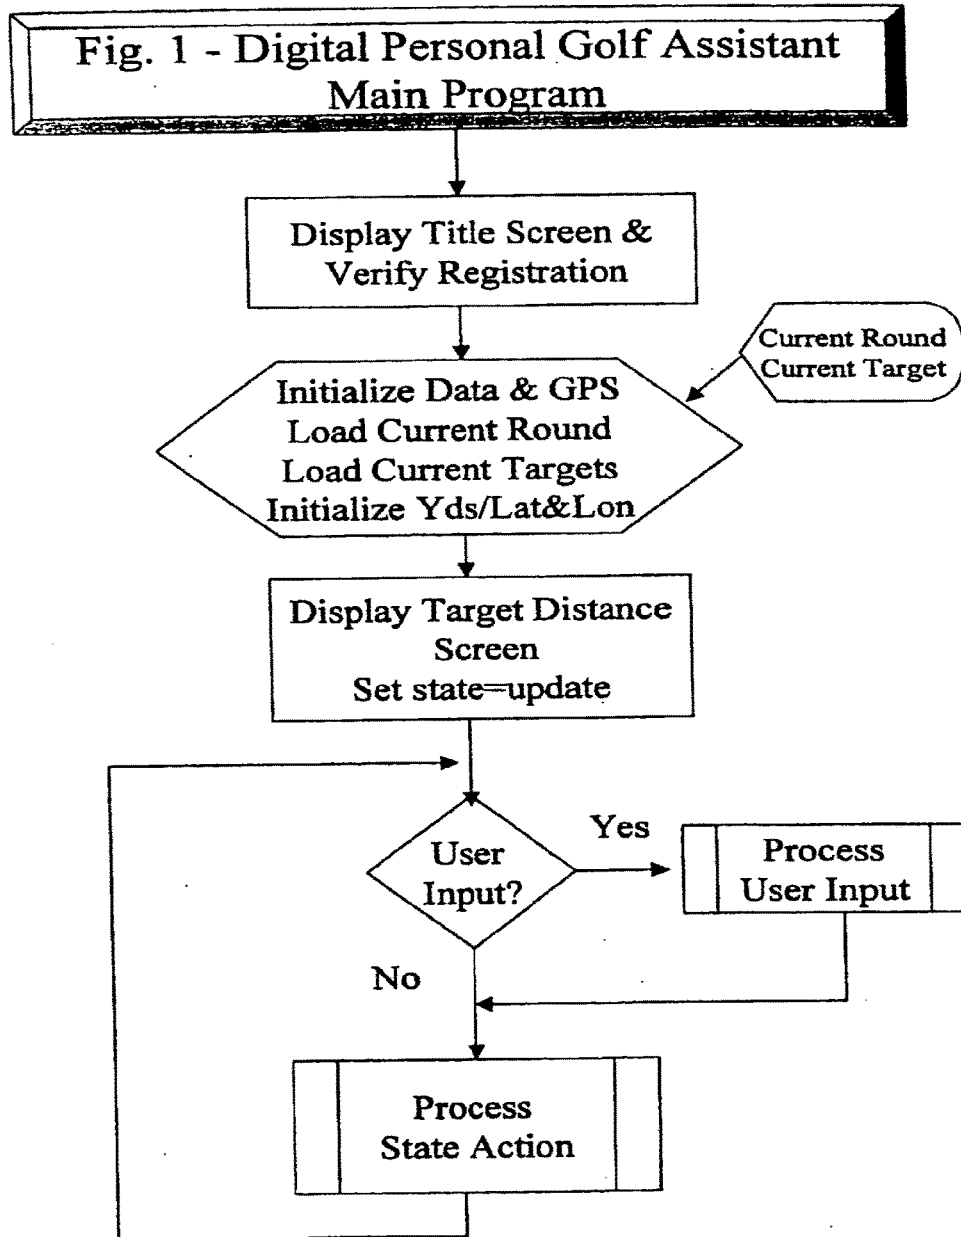 Fig. 1 - Digital Personal Golf Assistant
Main Program
Display Title Screen &
Verify Registration
Current Round
Current Target
Initialize Data & GPS
Load Current Round
Load Current Targets
Initialize Yds/Lat&Lon
Display Target Distance
Screen
Set state=update
User
Input?
Yes
Process
User Input
No
Process
State Action